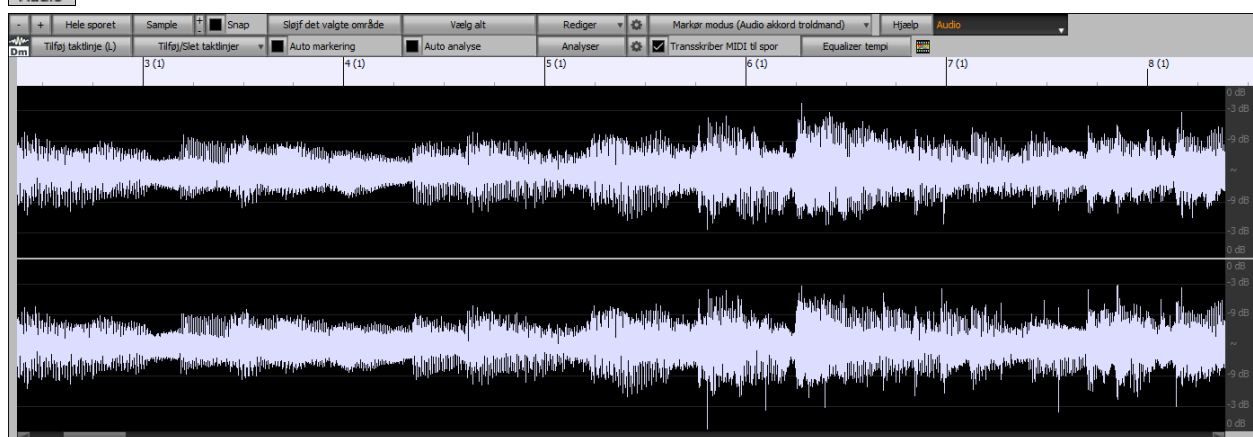 - + Hele sporet Sample + - Snap Sløjf det valgte område Vælg alt Rediger Markør modus (Audio akkord troldmand) Hjælp Audio
Dm Tilføj taktlinje (L) Tilføj/Slet taktlinjer Auto markering Auto analyse Analyser Transskriber MIDI til spor Equalizer tempi
3 (1) 4 (1) 5 (1) 6 (1) 7 (1) 8 (1)
0 dB
-3 dB
-9 dB
~
-9 dB
-3 dB
0 dB
0 dB
-3 dB
-9 dB
~
-9 dB
-3 dB
0 dB